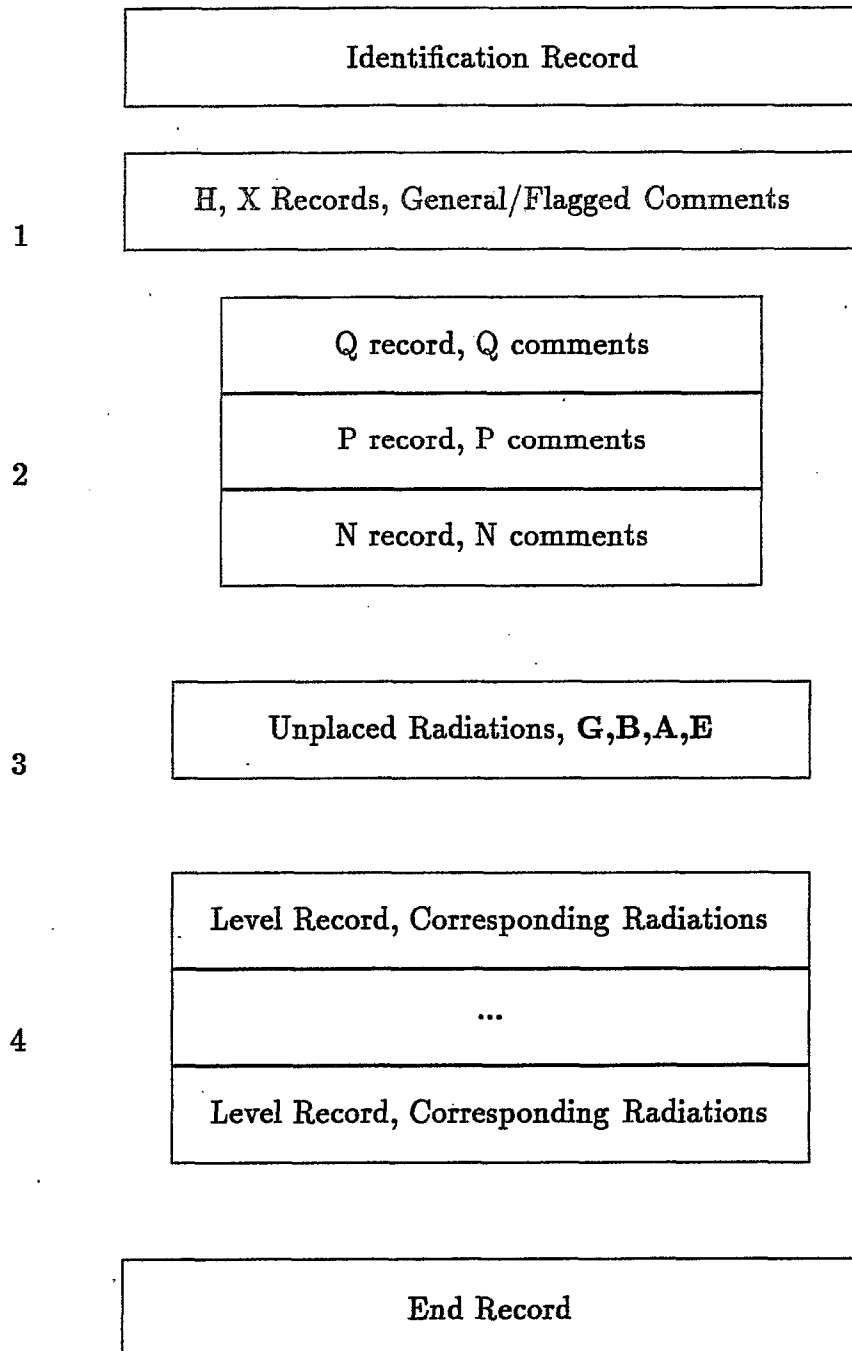 Identification Record
H, X Records, General/Flagged Comments
1
Q record, Q comments
P record, P comments
2
N record, N comments
Unplaced Radiations, G,B,A,E
3
Level Record, Corresponding Radiations
...
4
Level Record, Corresponding Radiations
End Record